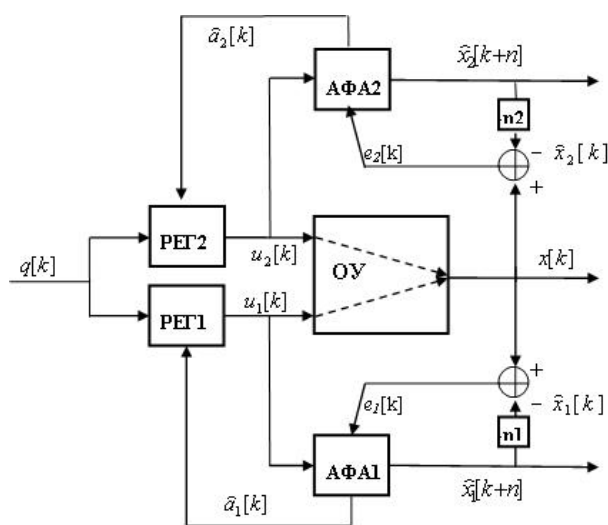 â₂[k]
x̂₂[k+n]
АФА2
-n2
e₂[k]
− x̂₂[k]
+
РЕГ2
u₂[k]
ОУ
q[k]
x[k]
u₁[k]
РЕГ1
+
e₁[k]
− x̂₁[k]
-n1
АФА1
â₁[k]
x̂₁[k+n]